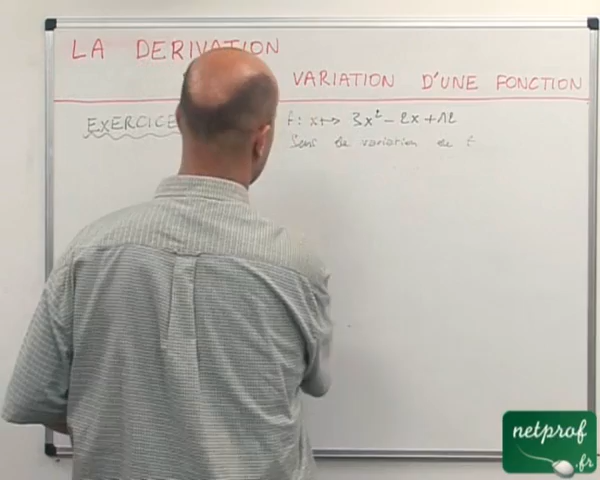 LA DERIVATION
VARIATION D'UNE FONCTION
EXERCICE f: x↦ 3x² - 2x + 12
Sens de variation de f
netprof
.fr